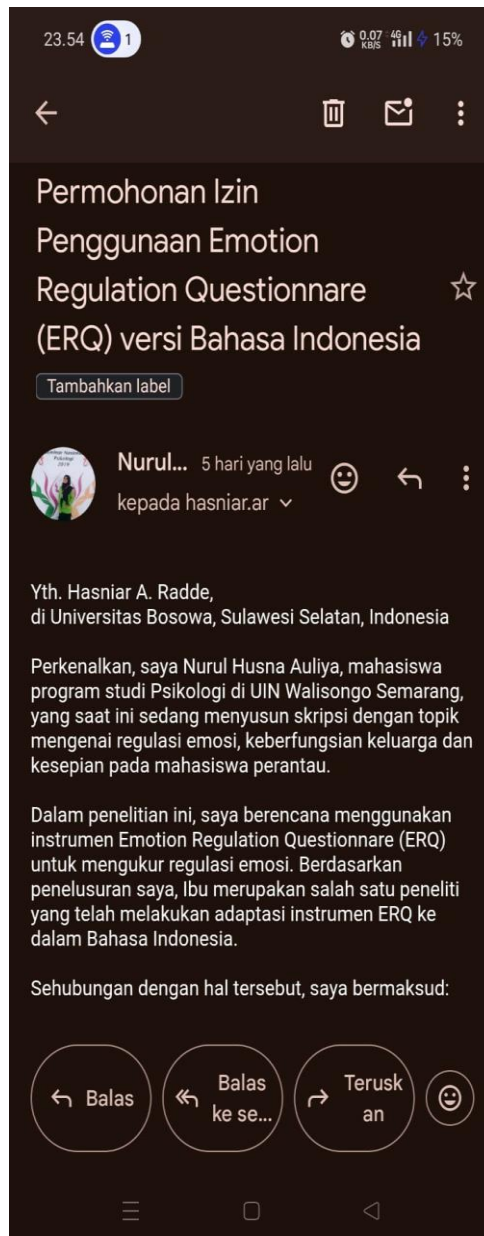 23.54 1 0.07 KB/S 4G 15%
Permohonan Izin
Penggunaan Emotion
Regulation Questionnare
(ERQ) versi Bahasa Indonesia
Tambahkan label
Nurul... 5 hari yang lalu
kepada hasniar.ar
Yth. Hasniar A. Radde,
di Universitas Bosowa, Sulawesi Selatan, Indonesia
Perkenalkan, saya Nurul Husna Auliya, mahasiswa
program studi Psikologi di UIN Walisongo Semarang,
yang saat ini sedang menyusun skripsi dengan topik
mengenai regulasi emosi, keberfungsian keluarga dan
kesepian pada mahasiswa perantau.
Dalam penelitian ini, saya berencana menggunakan
instrumen Emotion Regulation Questionnare (ERQ)
untuk mengukur regulasi emosi. Berdasarkan
penelusuran saya, Ibu merupakan salah satu peneliti
yang telah melakukan adaptasi instrumen ERQ ke
dalam Bahasa Indonesia.
Sehubungan dengan hal tersebut, saya bermaksud:
Balas
Balas
ke se...
Terusk
an